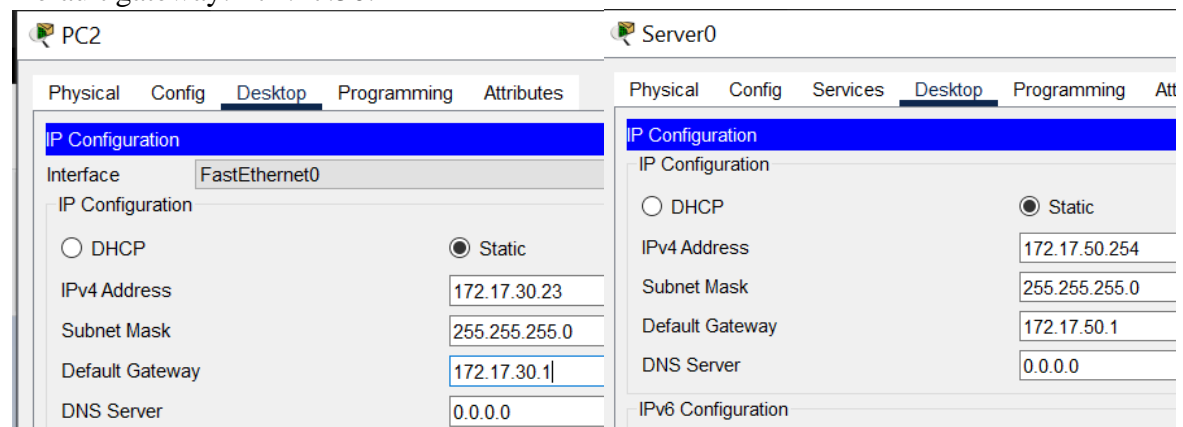 PC2
Physical Config Desktop Programming Attributes
IP Configuration
Interface FastEthernet0
IP Configuration
DHCP Static
IPv4 Address 172.17.30.23
Subnet Mask 255.255.255.0
Default Gateway 172.17.30.1
DNS Server 0.0.0.0
Server0
Physical Config Services Desktop Programming Att
IP Configuration
IP Configuration
DHCP Static
IPv4 Address 172.17.50.254
Subnet Mask 255.255.255.0
Default Gateway 172.17.50.1
DNS Server 0.0.0.0
IPv6 Configuration